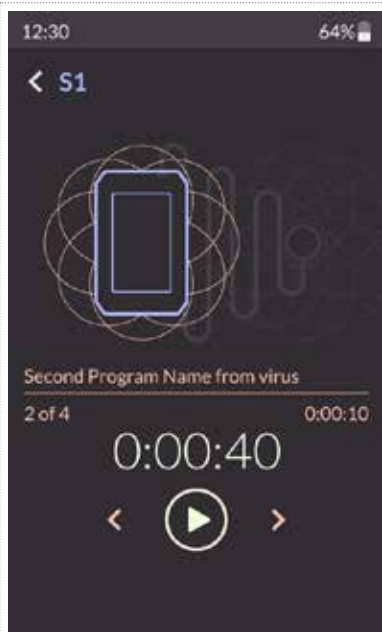 12:30 64%
S1
Second Program Name from virus
2 of 4 0:00:10
0:00:40